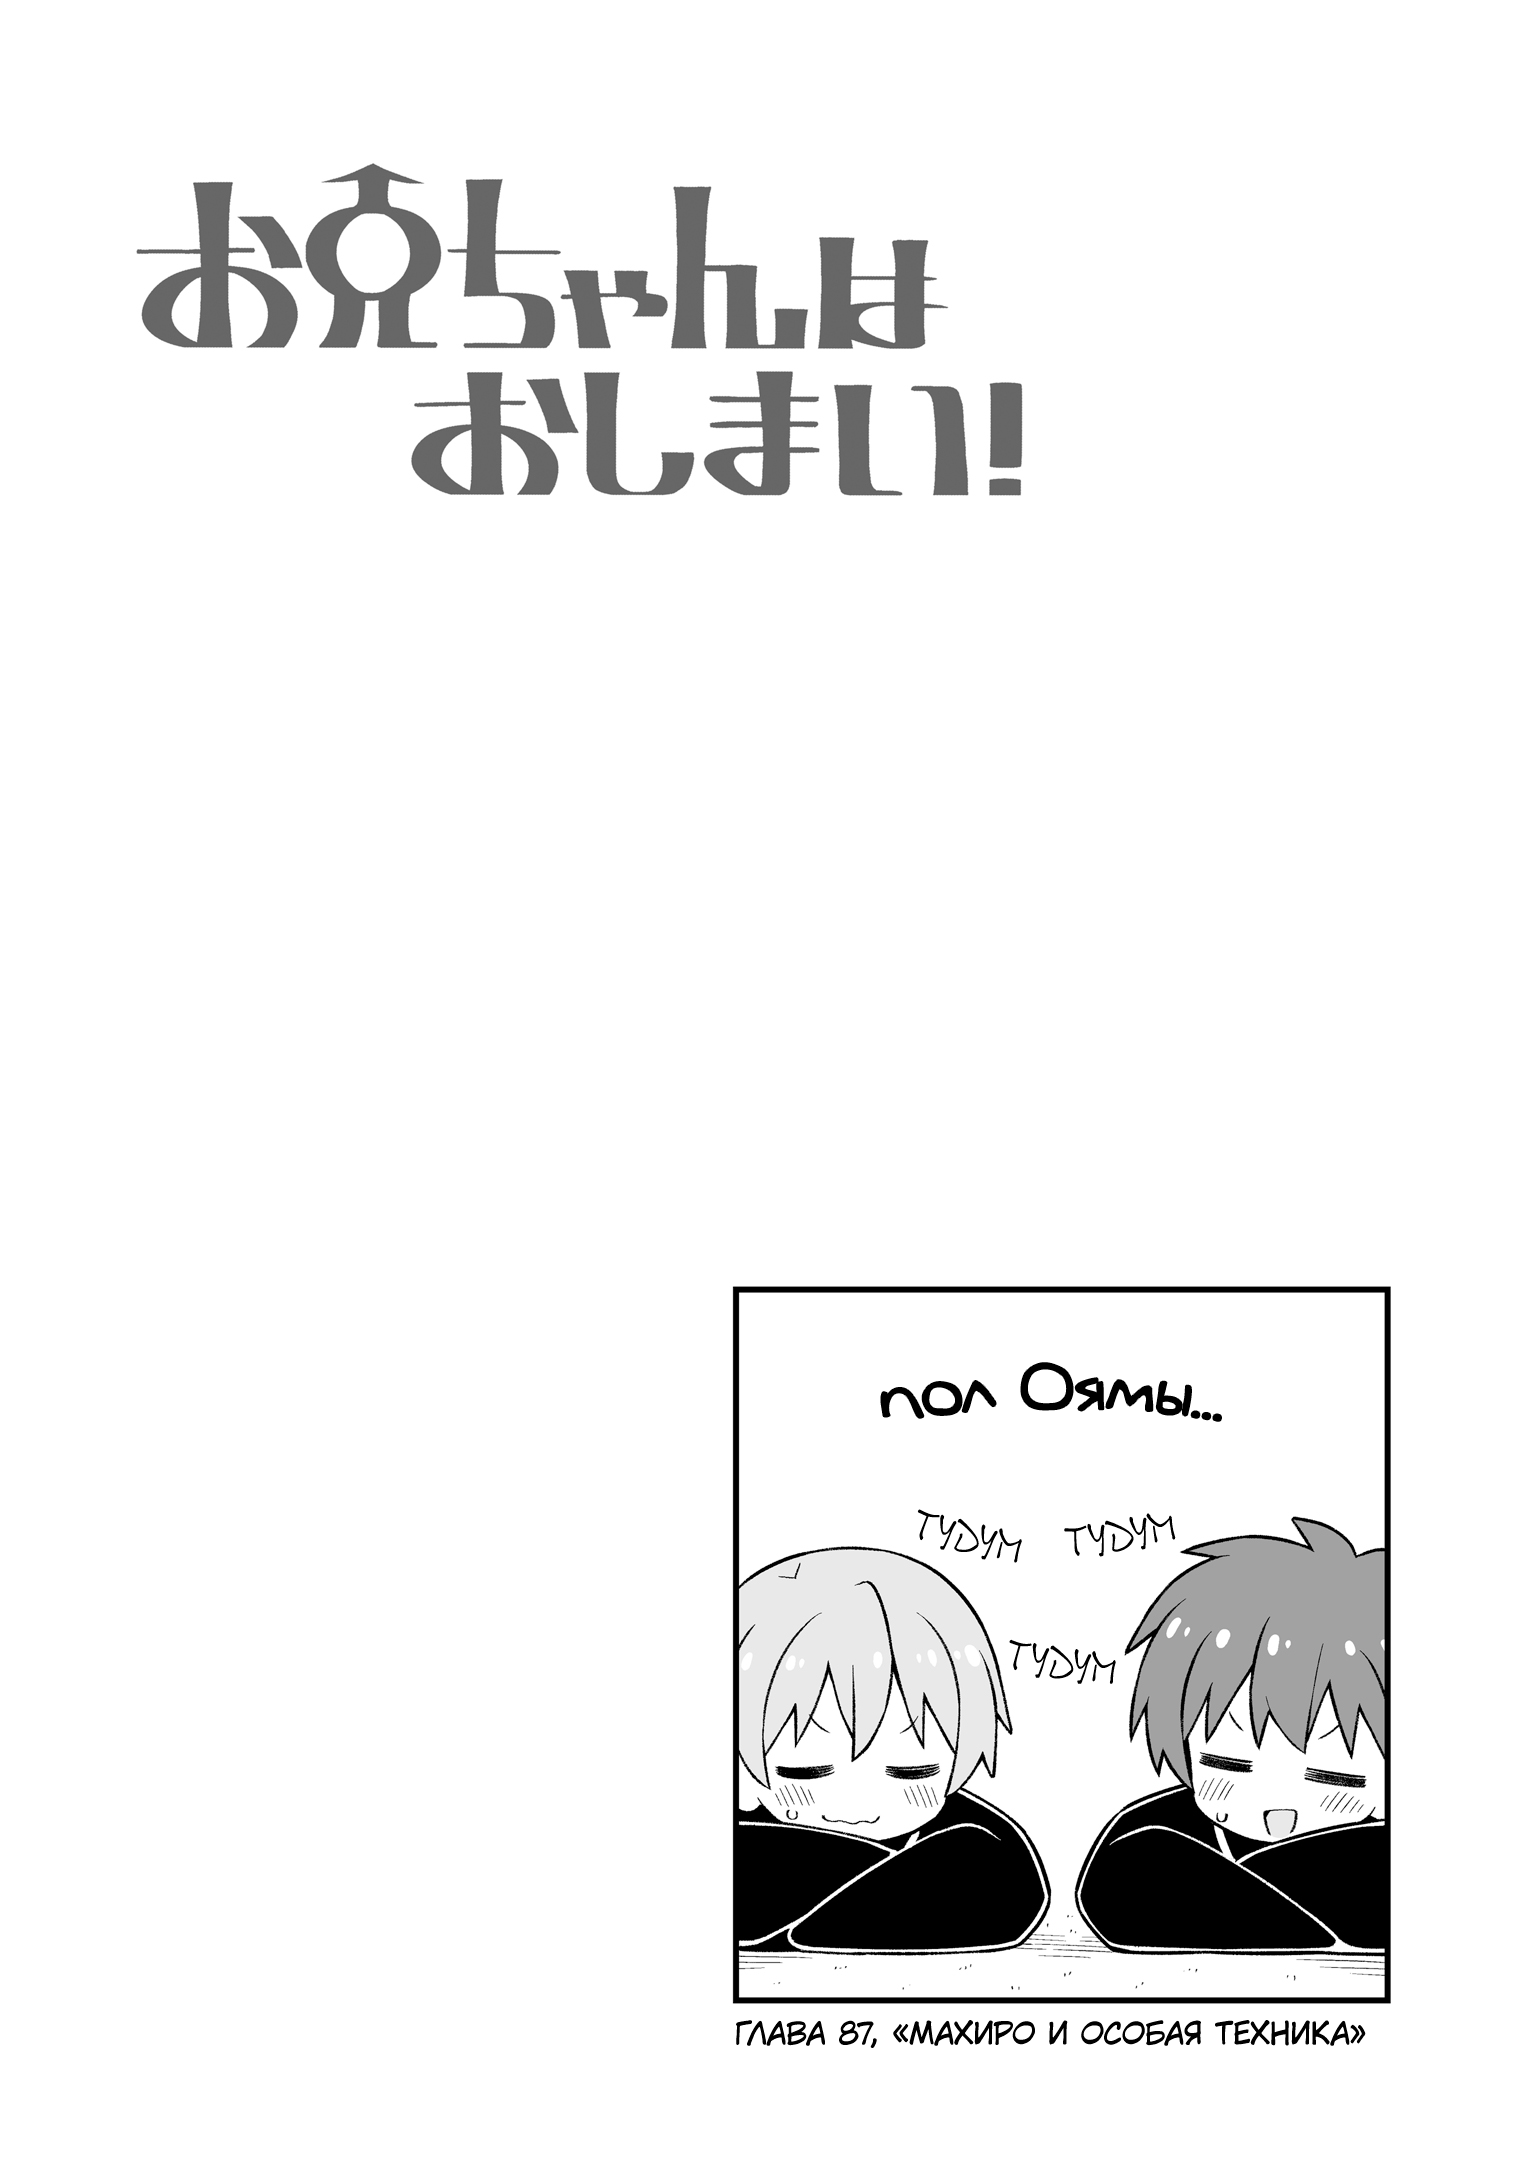 お兄ちゃんは
おしまい!
пол Оямы...
ТУДУМ ТУДУМ
ТУДУМ
ГЛАВА 87, «МАХИРО И ОСОБАЯ ТЕХНИКА»